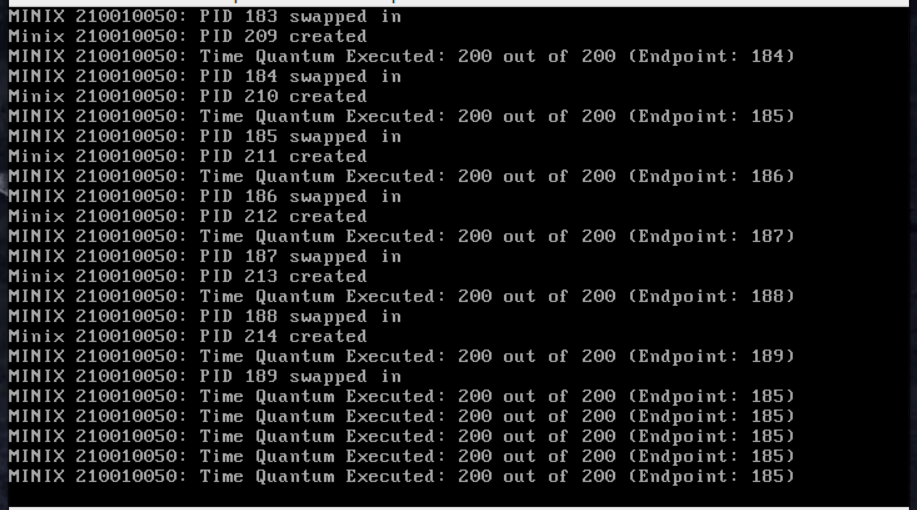 MINIX 210010050: PID 183 swapped in
Minix 210010050: PID 209 created
MINIX 210010050: Time Quantum Executed: 200 out of 200 (Endpoint: 184)
MINIX 210010050: PID 184 swapped in
Minix 210010050: PID 210 created
MINIX 210010050: Time Quantum Executed: 200 out of 200 (Endpoint: 185)
MINIX 210010050: PID 185 swapped in
Minix 210010050: PID 211 created
MINIX 210010050: Time Quantum Executed: 200 out of 200 (Endpoint: 186)
MINIX 210010050: PID 186 swapped in
Minix 210010050: PID 212 created
MINIX 210010050: Time Quantum Executed: 200 out of 200 (Endpoint: 187)
MINIX 210010050: PID 187 swapped in
Minix 210010050: PID 213 created
MINIX 210010050: Time Quantum Executed: 200 out of 200 (Endpoint: 188)
MINIX 210010050: PID 188 swapped in
Minix 210010050: PID 214 created
MINIX 210010050: Time Quantum Executed: 200 out of 200 (Endpoint: 189)
MINIX 210010050: PID 189 swapped in
MINIX 210010050: Time Quantum Executed: 200 out of 200 (Endpoint: 185)
MINIX 210010050: Time Quantum Executed: 200 out of 200 (Endpoint: 185)
MINIX 210010050: Time Quantum Executed: 200 out of 200 (Endpoint: 185)
MINIX 210010050: Time Quantum Executed: 200 out of 200 (Endpoint: 185)
MINIX 210010050: Time Quantum Executed: 200 out of 200 (Endpoint: 185)